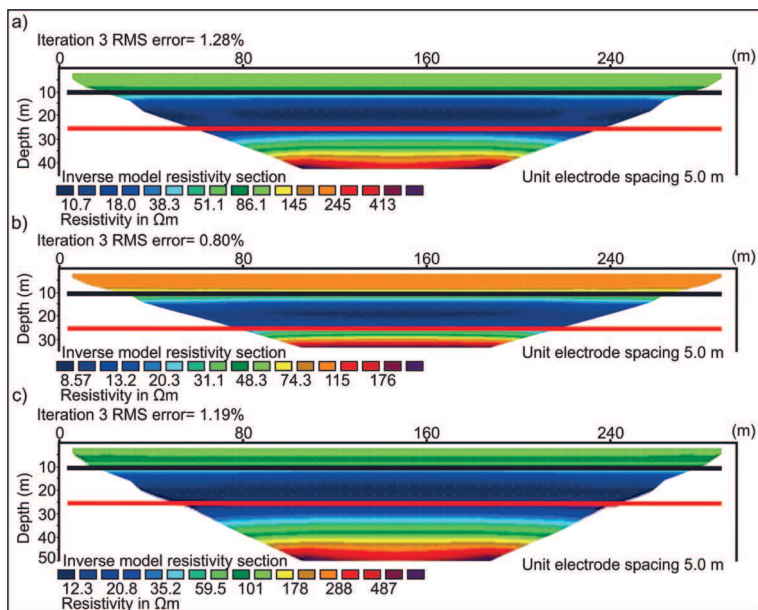 a)
Iteration 3 RMS error= 1.28%
0 80 160 240 (m)
Depth (m)
10
20
30
40
Inverse model resistivity section Unit electrode spacing 5.0 m
10.7 18.0 38.3 51.1 86.1 145 245 413
Resistivity in Ωm
b)
Iteration 3 RMS error= 0.80%
0 80 160 240 (m)
Depth (m)
10
20
30
Inverse model resistivity section Unit electrode spacing 5.0 m
8.57 13.2 20.3 31.1 48.3 74.3 115 176
Resistivity in Ωm
c)
Iteration 3 RMS error= 1.19%
0 80 160 240 (m)
Depth (m)
10
20
30
40
50
Inverse model resistivity section Unit electrode spacing 5.0 m
12.3 20.8 35.2 59.5 101 178 288 487
Resistivity in Ωm